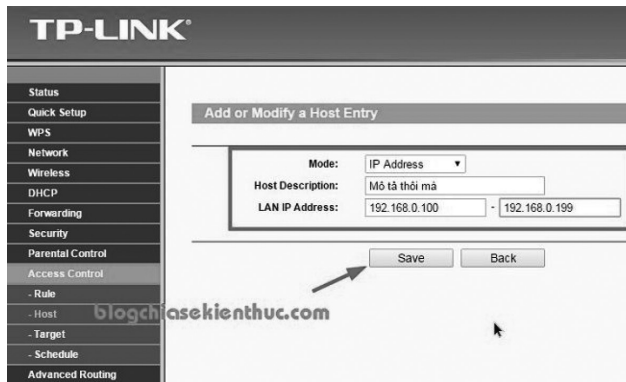 TP-LINK®
Status
Quick Setup
WPS
Network
Wireless
DHCP
Forwarding
Security
Parental Control
Access Control
- Rule
- Host
- Target
- Schedule
Advanced Routing
Add or Modify a Host Entry
Mode: IP Address
Host Description: Mô tả thôi mà
LAN IP Address: 192.168.0.100 - 192.168.0.199
Save Back
blogchiasekienthuc.com